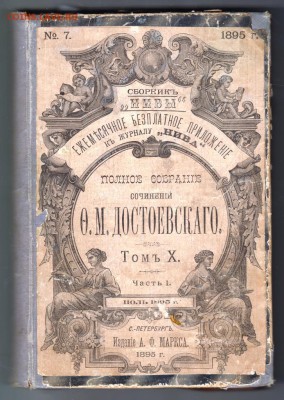 №. 7.
1895 г.
СБОРНИКЪ
„НИВЫ“
ЕЖЕМѢСЯЧНОЕ БЕЗПЛАТНОЕ ПРИЛОЖЕНІЕ
КЪ ЖУРНАЛУ „НИВА“
ПОЛНОЕ СОБРАНІЕ
СОЧИНЕНІЙ
Ѳ. М. ДОСТОЕВСКАГО.
Томъ X.
Часть I.
ІЮЛЬ 1895 г.
С.-ПЕТЕРБУРГЪ.
Изданіе А. Ф. МАРКСА.
1895 г.